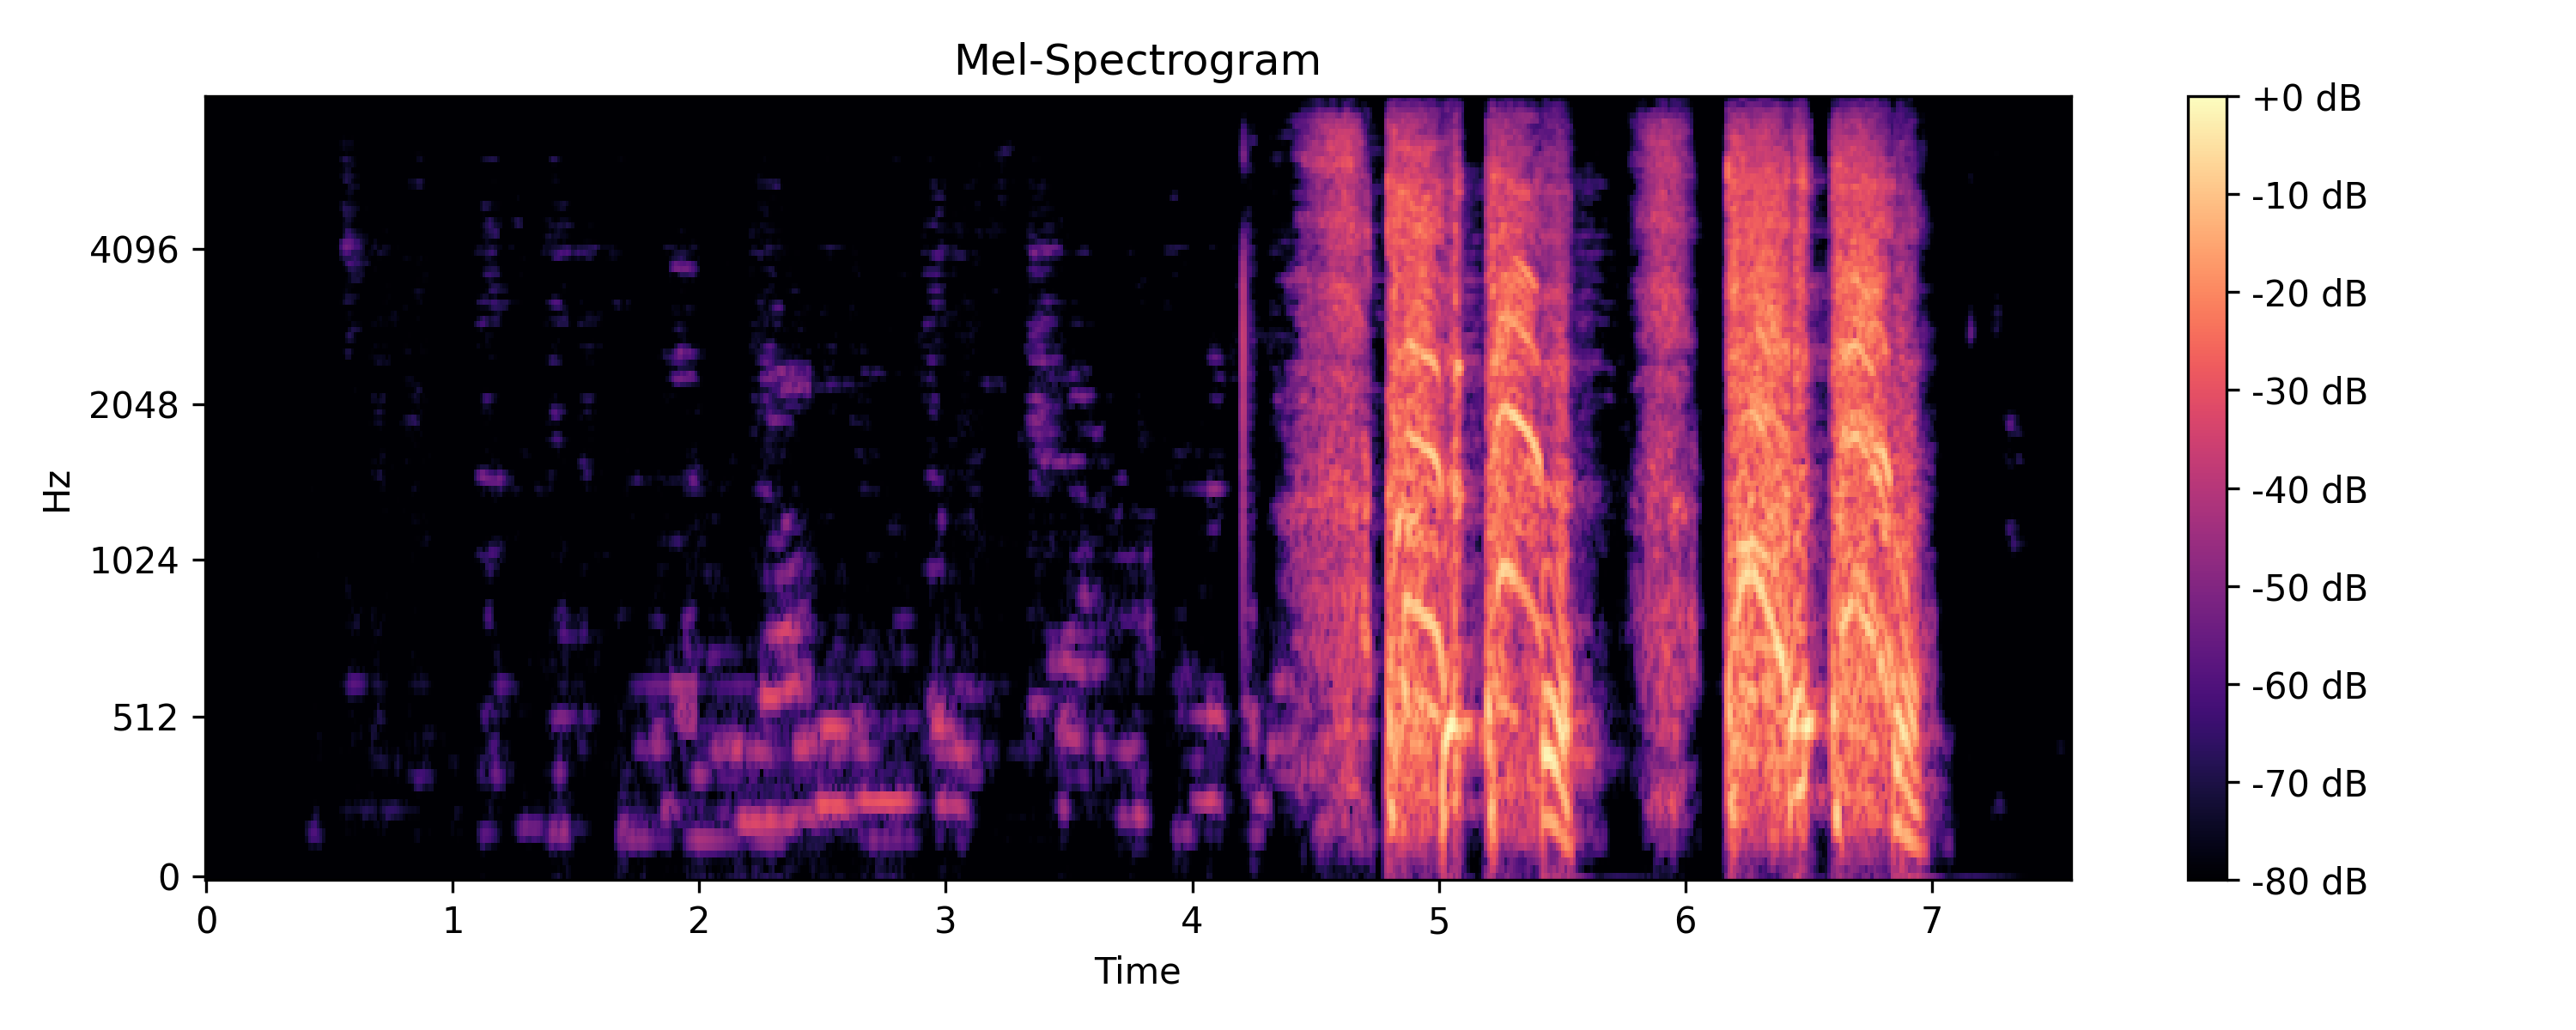 Mel-Spectrogram
Hz
4096
2048
1024
512
0
0 1 2 3 4 5 6 7
Time
+0 dB
-10 dB
-20 dB
-30 dB
-40 dB
-50 dB
-60 dB
-70 dB
-80 dB